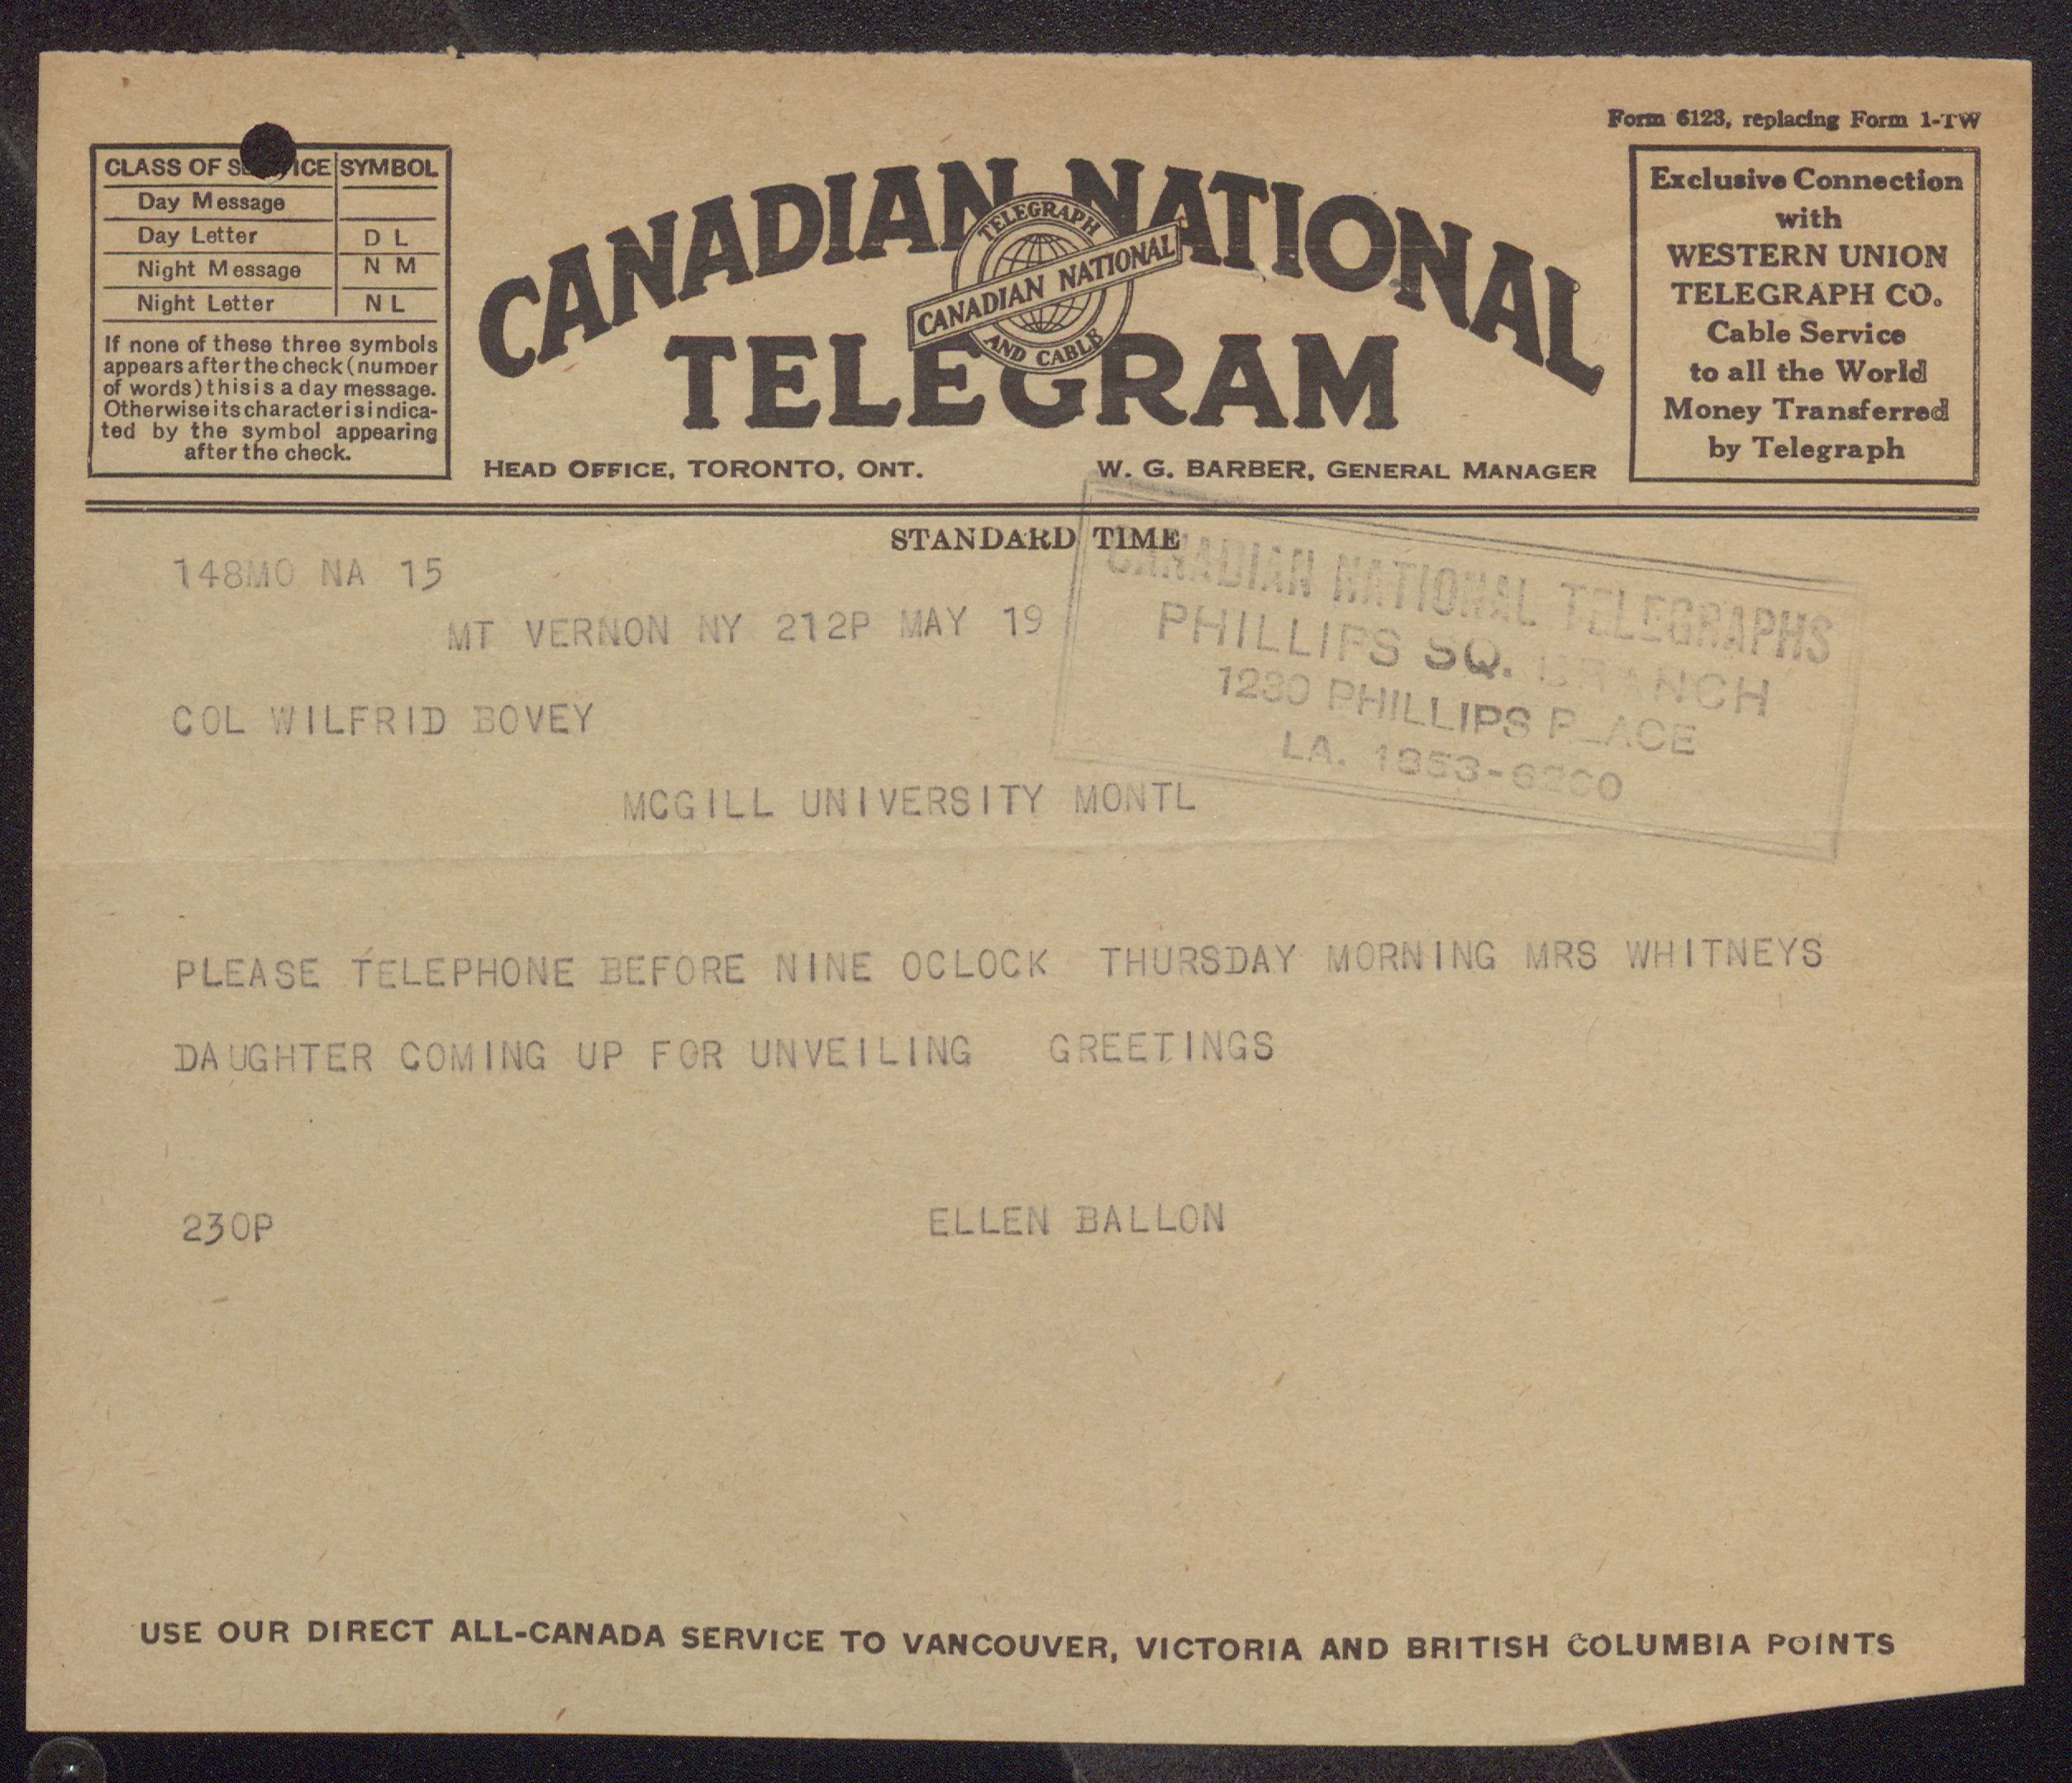 Form 6123, replacing Form 1-TW
CLASS OF SERVICE SYMBOL
Day Message
Day Letter D L
Night Message N M
Night Letter N L
If none of these three symbols
appears after the check (number
of words) this is a day message.
Otherwise its character is indica-
ted by the symbol appearing
after the check.
CANADIAN NATIONAL
TELEGRAPH
CANADIAN NATIONAL
AND CABLE
TELEGRAM
HEAD OFFICE, TORONTO, ONT. W. G. BARBER, GENERAL MANAGER
Exclusive Connection
with
WESTERN UNION
TELEGRAPH CO.
Cable Service
to all the World
Money Transferred
by Telegraph
STANDARD TIME
CANADIAN NATIONAL TELEGRAPHS
PHILLIPS SQ. BRANCH
1230 PHILLIPS PLACE
LA. 1853-6200
148MO NA 15
MT VERNON NY 212P MAY 19
COL WILFRID BOVEY
MCGILL UNIVERSITY MONTL
PLEASE TELEPHONE BEFORE NINE OCLOCK THURSDAY MORNING MRS WHITNEYS
DAUGHTER COMING UP FOR UNVEILING GREETINGS
230P ELLEN BALLON
USE OUR DIRECT ALL-CANADA SERVICE TO VANCOUVER, VICTORIA AND BRITISH COLUMBIA POINTS